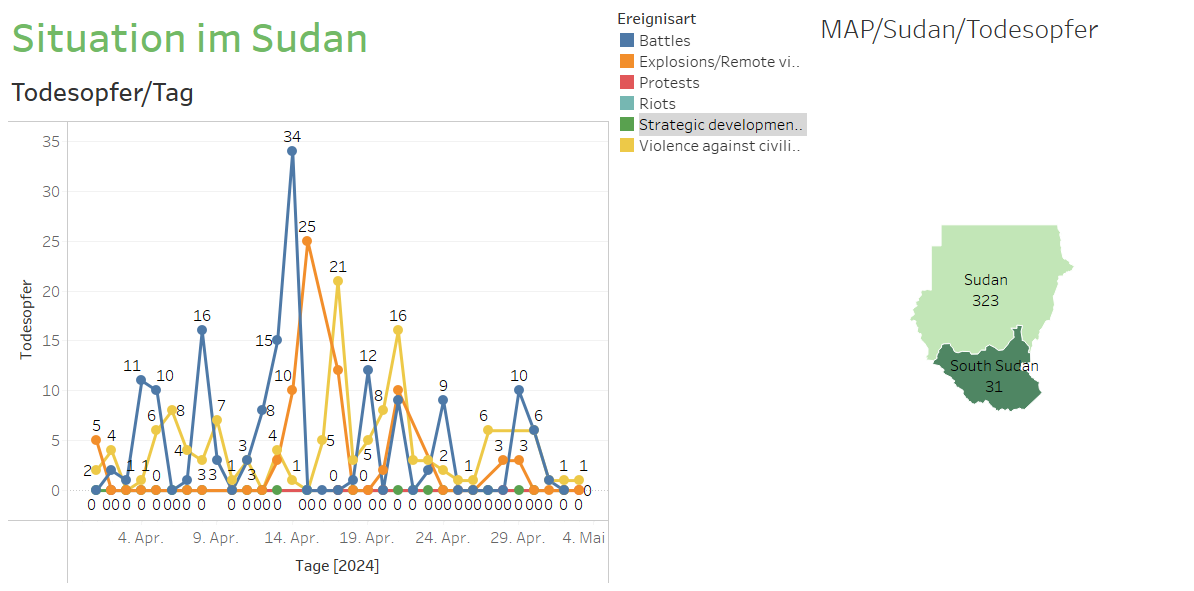 Situation im Sudan
Todesopfer/Tag
Ereignisart
Battles
Explosions/Remote vi..
Protests
Riots
Strategic developmen..
Violence against civili..
MAP/Sudan/Todesopfer
Todesopfer
35
30
25
20
15
10
5
0
34
25
21
16
16
15
12
11
10
10
10
9
8
8
8
7
6
6
6
5
5
5
4
4
4
3
3
3
3
3
3
2
2
1
1
1
1
1
1
1
0
0
0
0
4. Apr.
9. Apr.
14. Apr.
19. Apr.
24. Apr.
29. Apr.
4. Mai
Tage [2024]
Sudan
323
South Sudan
31